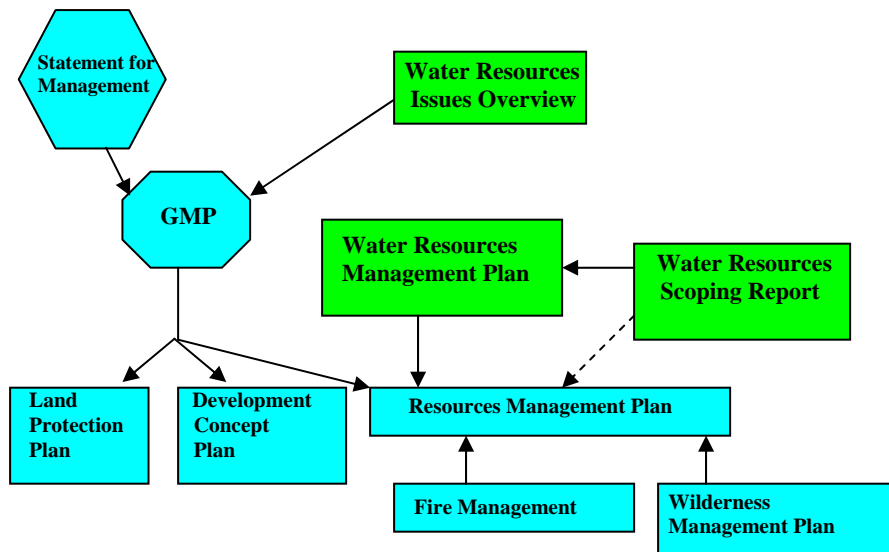 Statement for
Management
Water Resources
Issues Overview
GMP
Water Resources
Management Plan
Water Resources
Scoping Report
Land
Protection
Plan
Development
Concept
Plan
Resources Management Plan
Fire Management
Wilderness
Management Plan